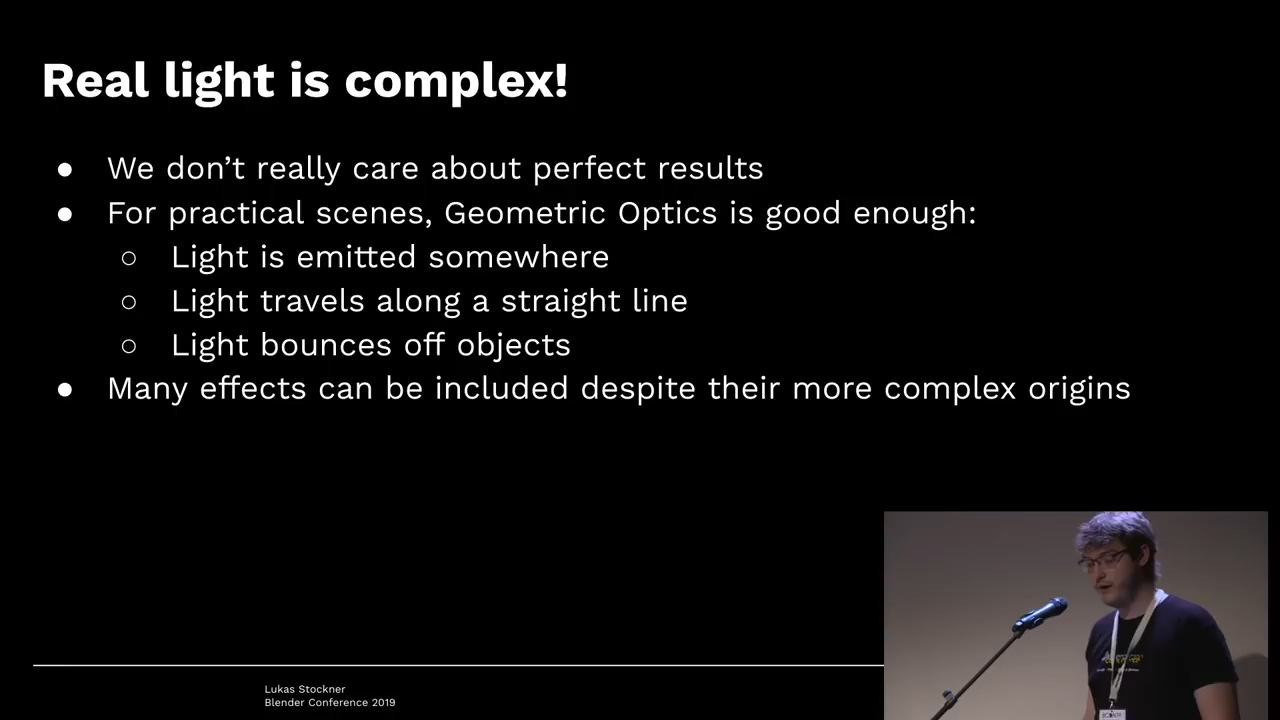 Real light is complex!
● We don’t really care about perfect results
● For practical scenes, Geometric Optics is good enough:
○ Light is emitted somewhere
○ Light travels along a straight line
○ Light bounces off objects
● Many effects can be included despite their more complex origins
Lukas Stockner
Blender Conference 2019